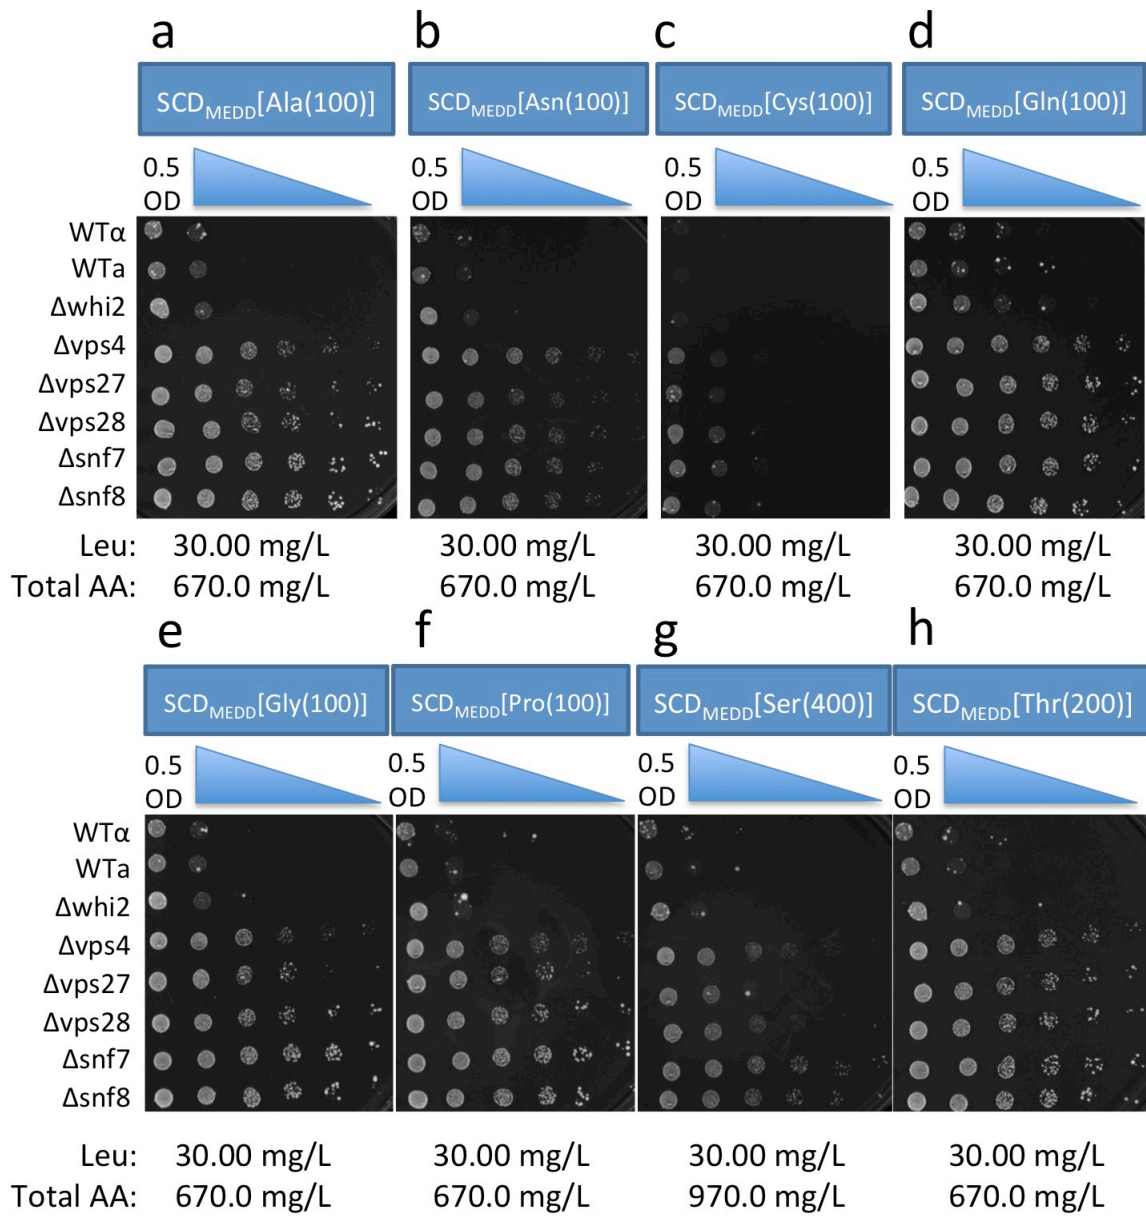 a b c d
SCDMEDD[Ala(100)] SCDMEDD[Asn(100)] SCDMEDD[Cys(100)] SCDMEDD[Gln(100)]
0.5 0.5 0.5 0.5
OD OD OD OD
WTα
WTa
Δwhi2
Δvps4
Δvps27
Δvps28
Δsnf7
Δsnf8
Leu: 30.00 mg/L 30.00 mg/L 30.00 mg/L 30.00 mg/L
Total AA: 670.0 mg/L 670.0 mg/L 670.0 mg/L 670.0 mg/L
e f g h
SCDMEDD[Gly(100)] SCDMEDD[Pro(100)] SCDMEDD[Ser(400)] SCDMEDD[Thr(200)]
0.5 0.5 0.5 0.5
OD OD OD OD
WTα
WTa
Δwhi2
Δvps4
Δvps27
Δvps28
Δsnf7
Δsnf8
Leu: 30.00 mg/L 30.00 mg/L 30.00 mg/L 30.00 mg/L
Total AA: 670.0 mg/L 670.0 mg/L 970.0 mg/L 670.0 mg/L